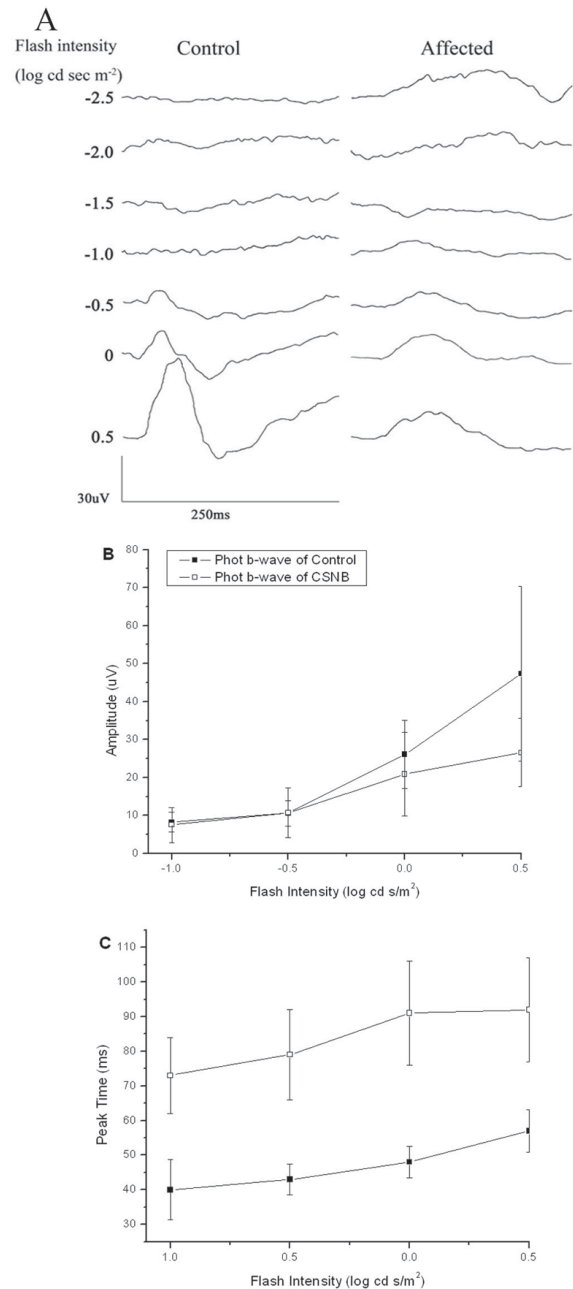 A
Flash intensity
(log cd sec m-2)
Control
Affected
-2.5
-2.0
-1.5
-1.0
-0.5
0
0.5
30uV
250ms
B
Phot b-wave of Control
Phot b-wave of CSNB
80
70
60
50
40
30
20
10
0
Amplitude (uV)
-1.0 -0.5 0.0 0.5
Flash Intensity (log cd s/m²)
C
110
100
90
80
70
60
50
40
30
Peak Time (ms)
1.0 0.5 0.0 0.5
Flash Intensity (log cd s/m²)